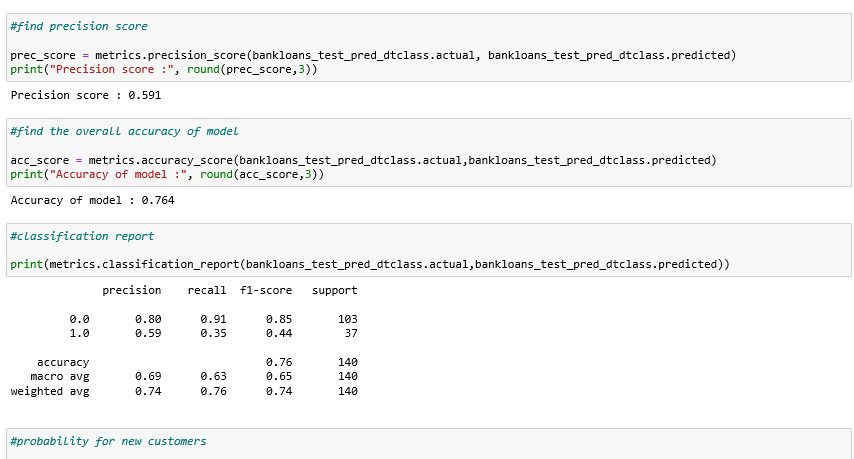 #find precision score
prec_score = metrics.precision_score(bankloans_test_pred_dtclass.actual, bankloans_test_pred_dtclass.predicted)
print("Precision score :", round(prec_score,3))
Precision score : 0.591
#find the overall accuracy of model
acc_score = metrics.accuracy_score(bankloans_test_pred_dtclass.actual,bankloans_test_pred_dtclass.predicted)
print("Accuracy of model :", round(acc_score,3))
Accuracy of model : 0.764
#classification report
print(metrics.classification_report(bankloans_test_pred_dtclass.actual,bankloans_test_pred_dtclass.predicted))
precision recall f1-score support
0.0 0.80 0.91 0.85 103
1.0 0.59 0.35 0.44 37
accuracy 0.76 140
macro avg 0.69 0.63 0.65 140
weighted avg 0.74 0.76 0.74 140
#probability for new customers